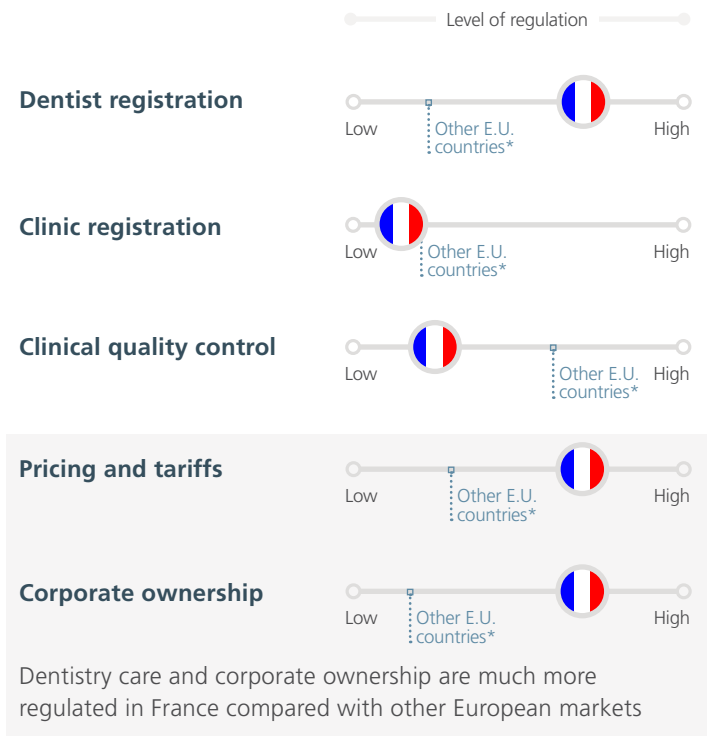 Level of regulation
Dentist registration
Low
Other E.U.
countries*
High
Clinic registration
Low
Other E.U.
countries*
High
Clinical quality control
Low
Other E.U.
countries*
High
Pricing and tariffs
Low
Other E.U.
countries*
High
Corporate ownership
Low
Other E.U.
countries*
High
Dentistry care and corporate ownership are much more
regulated in France compared with other European markets